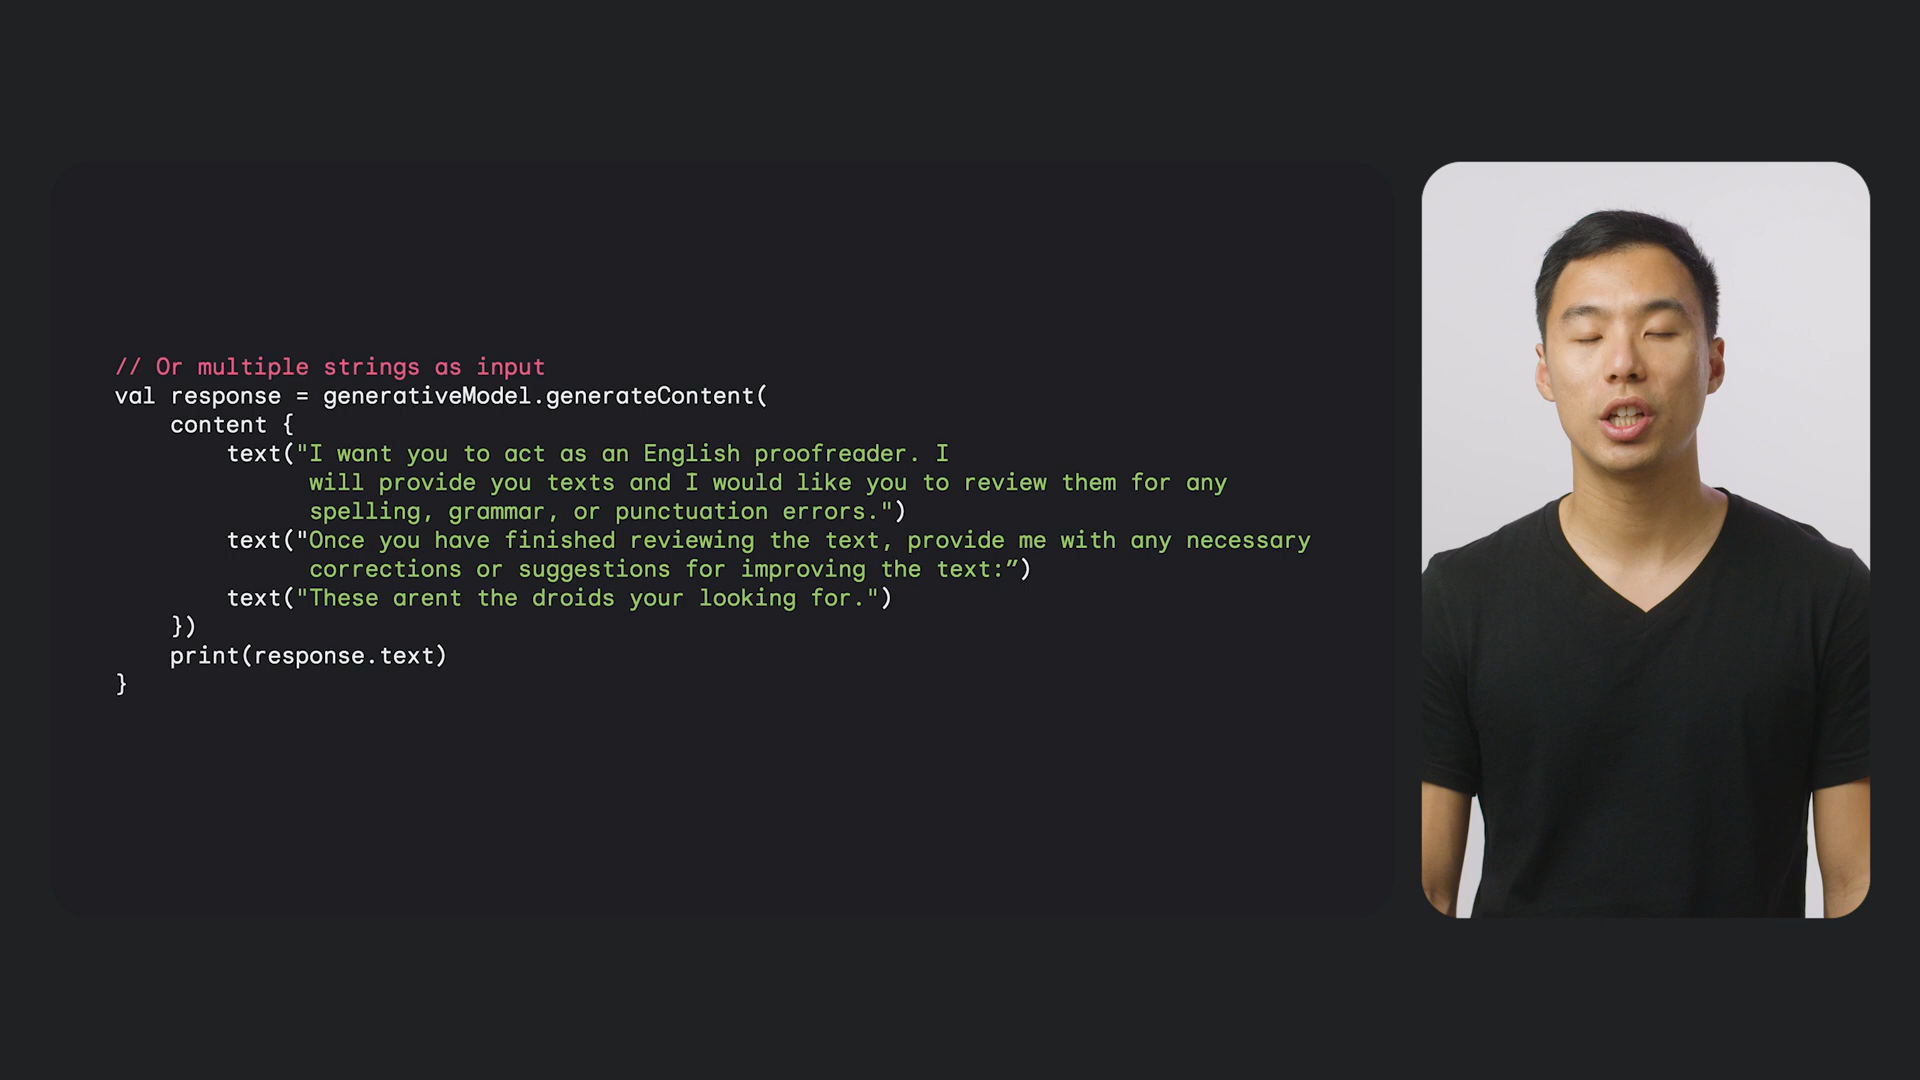 // Or multiple strings as input
val response = generativeModel.generateContent(
content {
text("I want you to act as an English proofreader. I
will provide you texts and I would like you to review them for any
spelling, grammar, or punctuation errors.")
text("Once you have finished reviewing the text, provide me with any necessary
corrections or suggestions for improving the text:”)
text("These arent the droids your looking for.")
})
print(response.text)
}